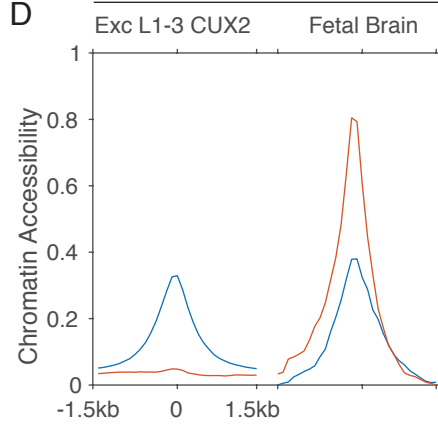 D
Exc L1-3 CUX2 Fetal Brain
Chromatin Accessibility
1
0.8
0.6
0.4
0.2
0
-1.5kb 0 1.5kb